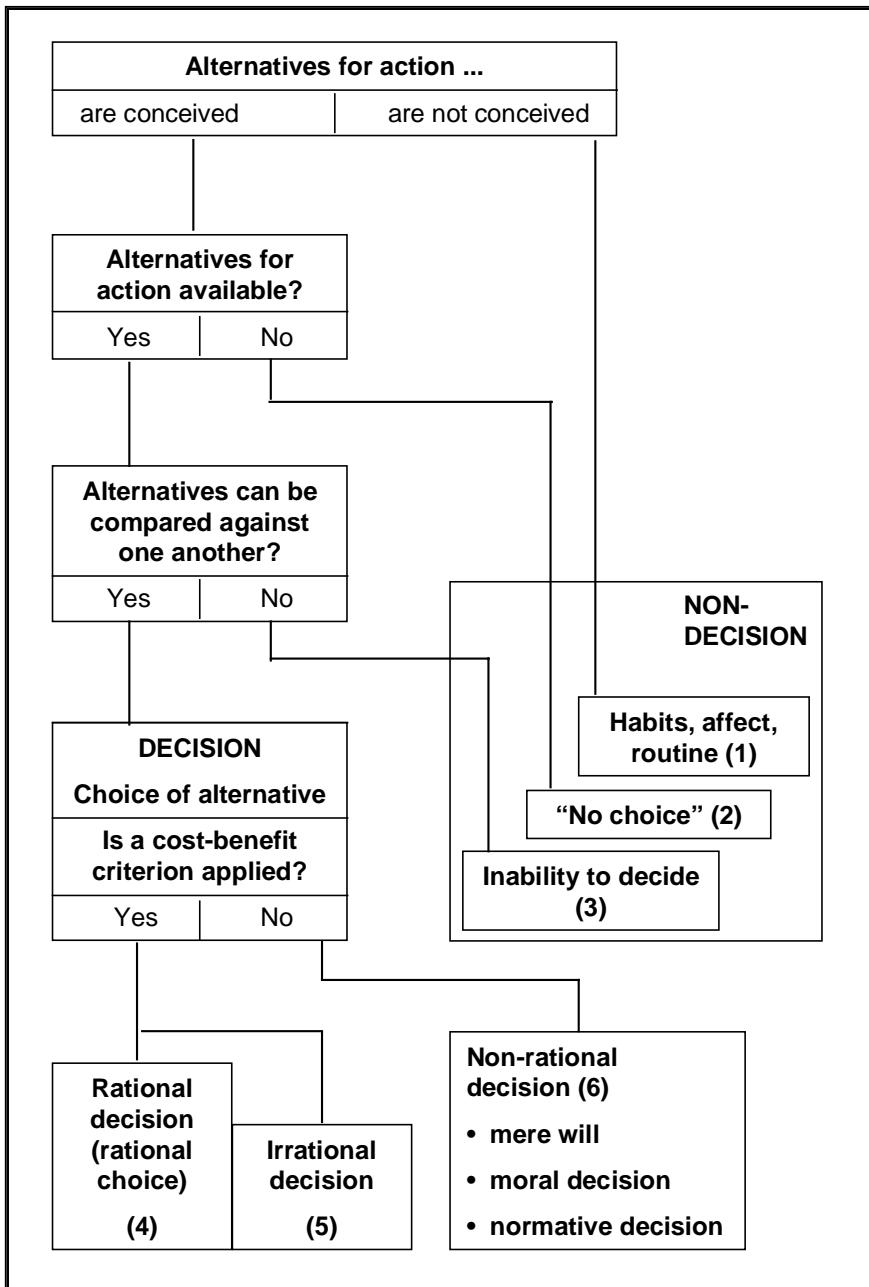 Alternatives for action ...
are conceived
are not conceived
Alternatives for
action available?
Yes
No
Alternatives can be
compared against
one another?
Yes
No
NON-
DECISION
Habits, affect,
routine (1)
“No choice” (2)
Inability to decide
(3)
DECISION
Choice of alternative
Is a cost-benefit
criterion applied?
Yes
No
Rational
decision
(rational
choice)
(4)
Irrational
decision
(5)
Non-rational
decision (6)
• mere will
• moral decision
• normative decision